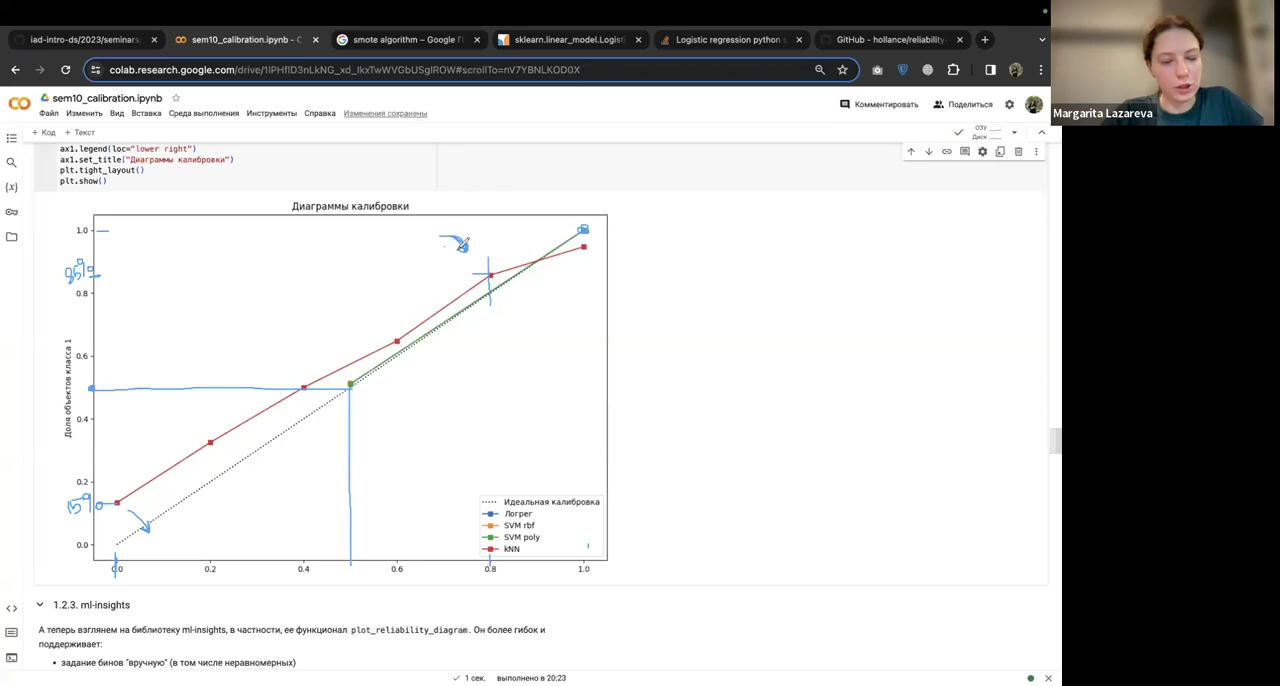 iad-intro-ds/2023/seminars
sem10_calibration.ipynb - C
smote algorithm – Google П
sklearn.linear_model.Logisti
Logistic regression python s
GitHub - hollance/reliability-
colab.research.google.com/drive/1IPHfID3nLkNG_xd_IkxTwWVGbUSgIROW#scrollTo=nV7YBNLKOD0X
Margarita Lazareva
sem10_calibration.ipynb
Файл Изменить Вид Вставка Среда выполнения Инструменты Справка Изменения сохранены
Комментировать Поделиться
+ Код + Текст
ОЗУ
Диск
ax1.legend(loc="lower right")
ax1.set_title("Диаграммы калибровки")
plt.tight_layout()
plt.show()
Диаграммы калибровки
1.0
85%
0.8
0.6
0.4
0.2
15%
0.0
Доля объектов класса 1
Идеальная калибровка
Логрег
SVM rbf
SVM poly
kNN
0.0 0.2 0.4 0.6 0.8 1.0
1.2.3. ml-insights
А теперь взглянем на библиотеку ml-insights, в частности, ее функционал plot_reliability_diagram. Он более гибок и
поддерживает:
• задание бинов "вручную" (в том числе неравномерных)
1 сек. выполнено в 20:23